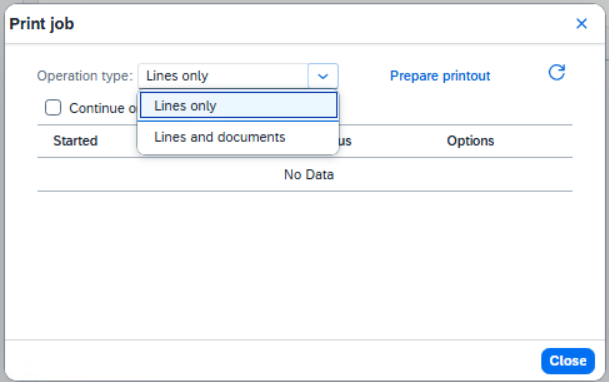 Print job
Operation type: Lines only
Prepare printout
Continue
Lines only
Lines and documents
Started
Options
No Data
Close